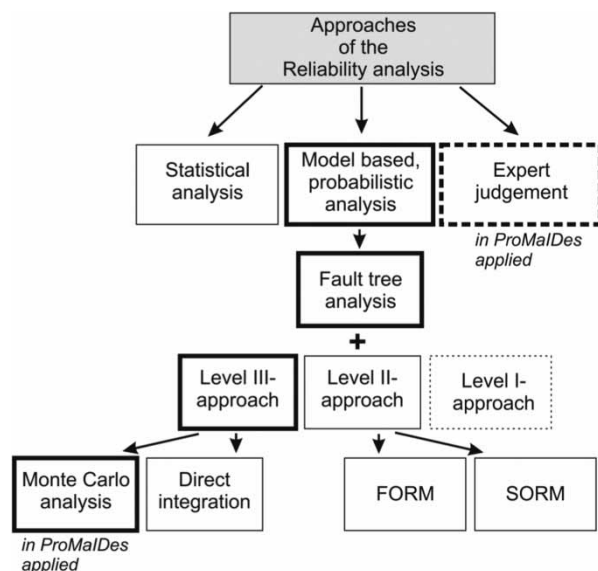 Approaches
of the
Reliability analysis
Statistical
analysis
Model based,
probabilistic
analysis
Expert
judgement
in ProMaIDes
applied
Fault tree
analysis
+
Level III-
approach
Level II-
approach
Level I-
approach
Monte Carlo
analysis
Direct
integration
FORM
SORM
in ProMaIDes
applied